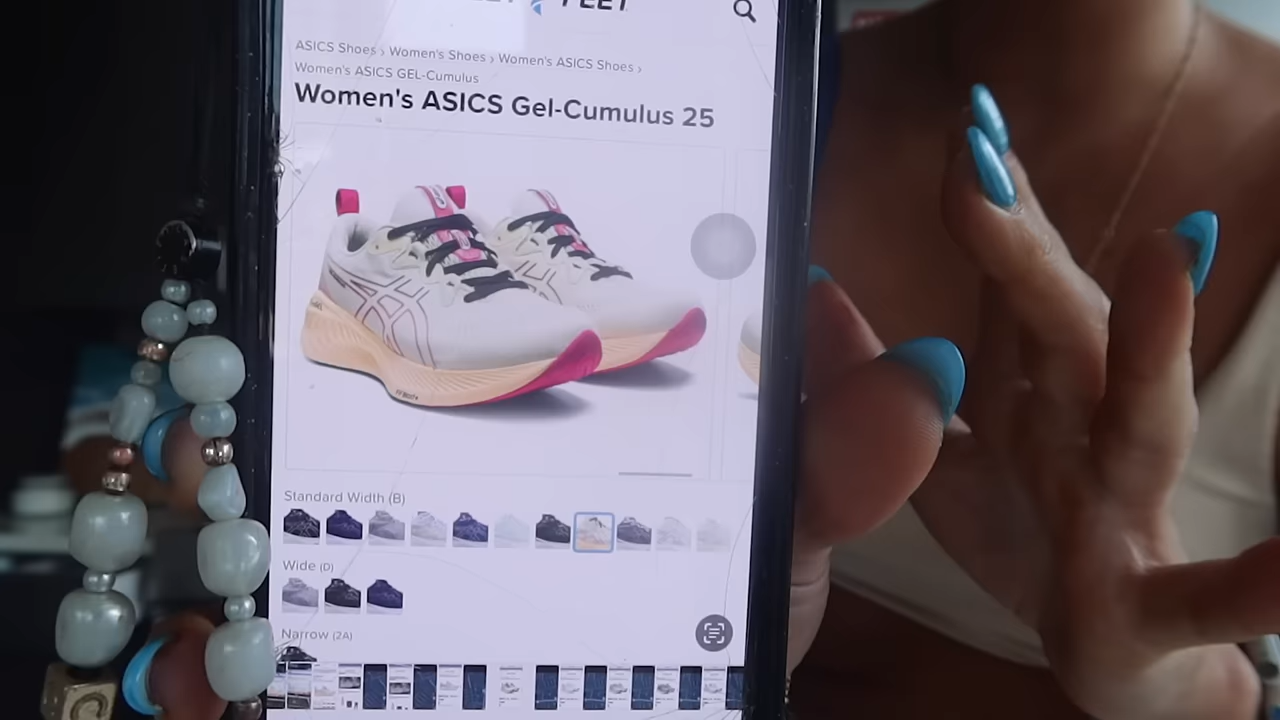 FEET
ASICS Shoes › Women's Shoes › Women's ASICS Shoes ›
Women's ASICS GEL-Cumulus
Women's ASICS Gel-Cumulus 25
Standard Width (B)
Wide (D)
Narrow (2A)